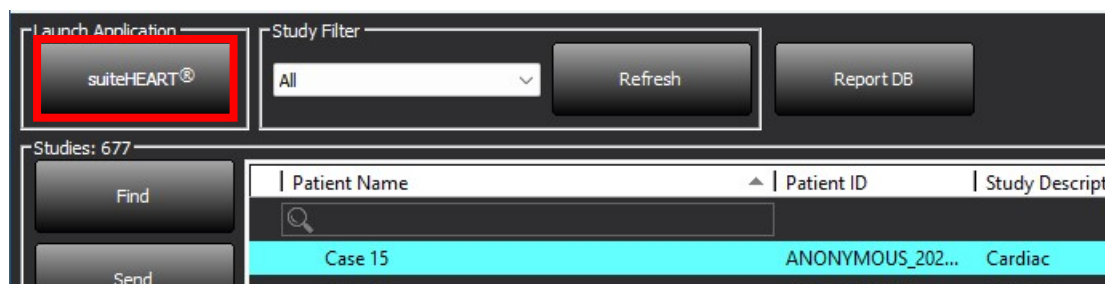 Launch Application
Study Filter
suiteHEART®
All
Refresh
Report DB
Studies: 677
Find
Patient Name
Patient ID
Study Descript
Case 15
ANONYMOUS_202...
Cardiac
Send